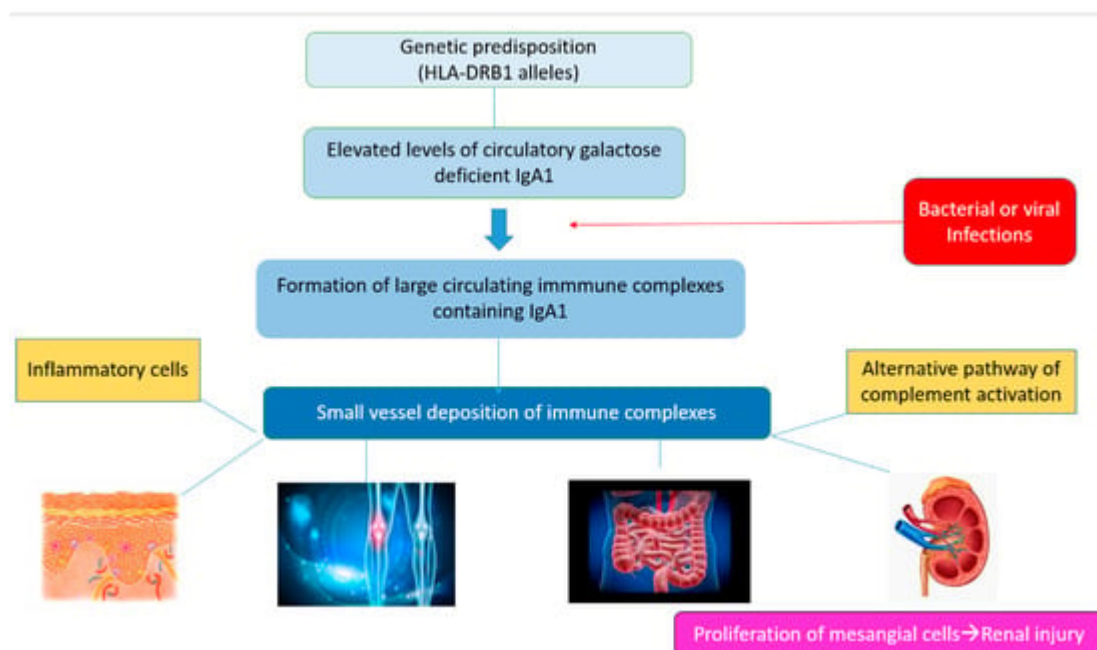 Genetic predisposition
(HLA-DRB1 alleles)
Elevated levels of circulatory galactose
deficient IgA1
Bacterial or viral
Infections
Formation of large circulating immmune complexes
containing IgA1
Inflammatory cells
Alternative pathway of
complement activation
Small vessel deposition of immune complexes
Proliferation of mesangial cells→Renal injury